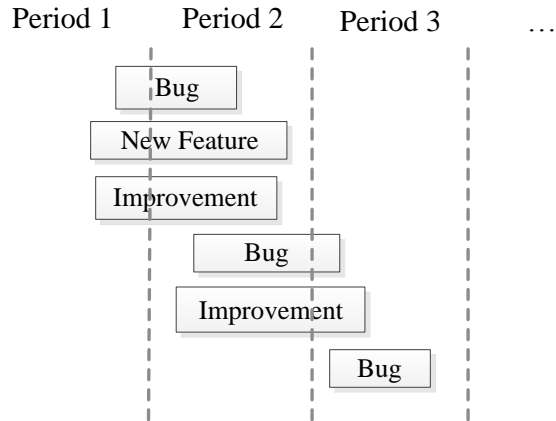 Period 1 Period 2 Period 3 ...
Bug
New Feature
Improvement
Bug
Improvement
Bug